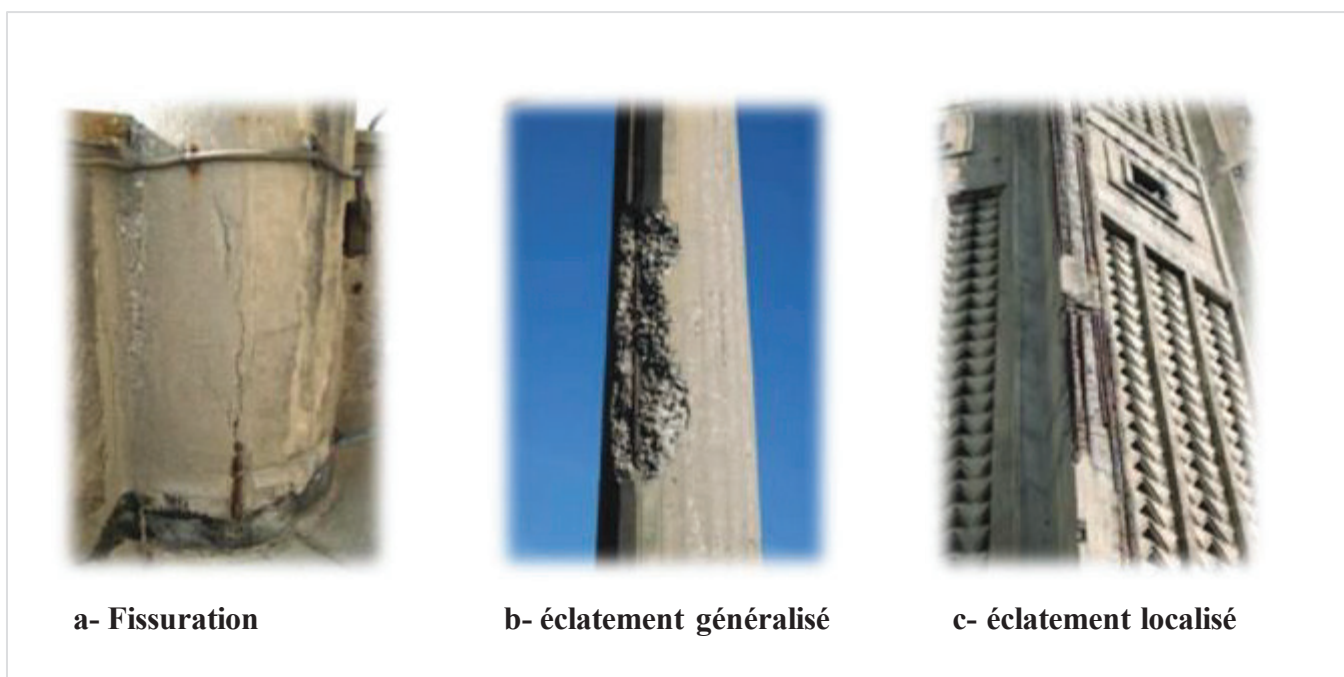 a- Fissuration
b- éclatement généralisé
c- éclatement localisé